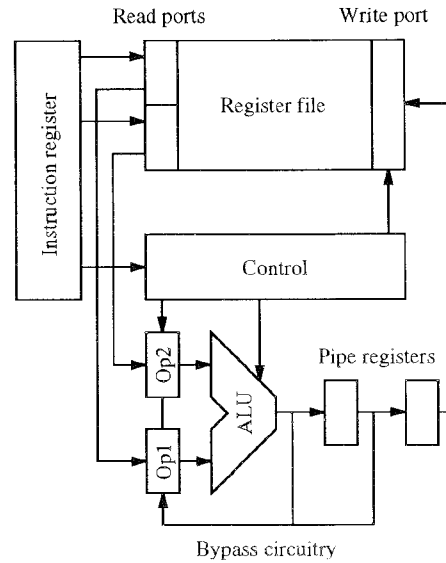 Read ports
Write port
Instruction register
Register file
Control
Op2
Op1
ALU
Pipe registers
Bypass circuitry